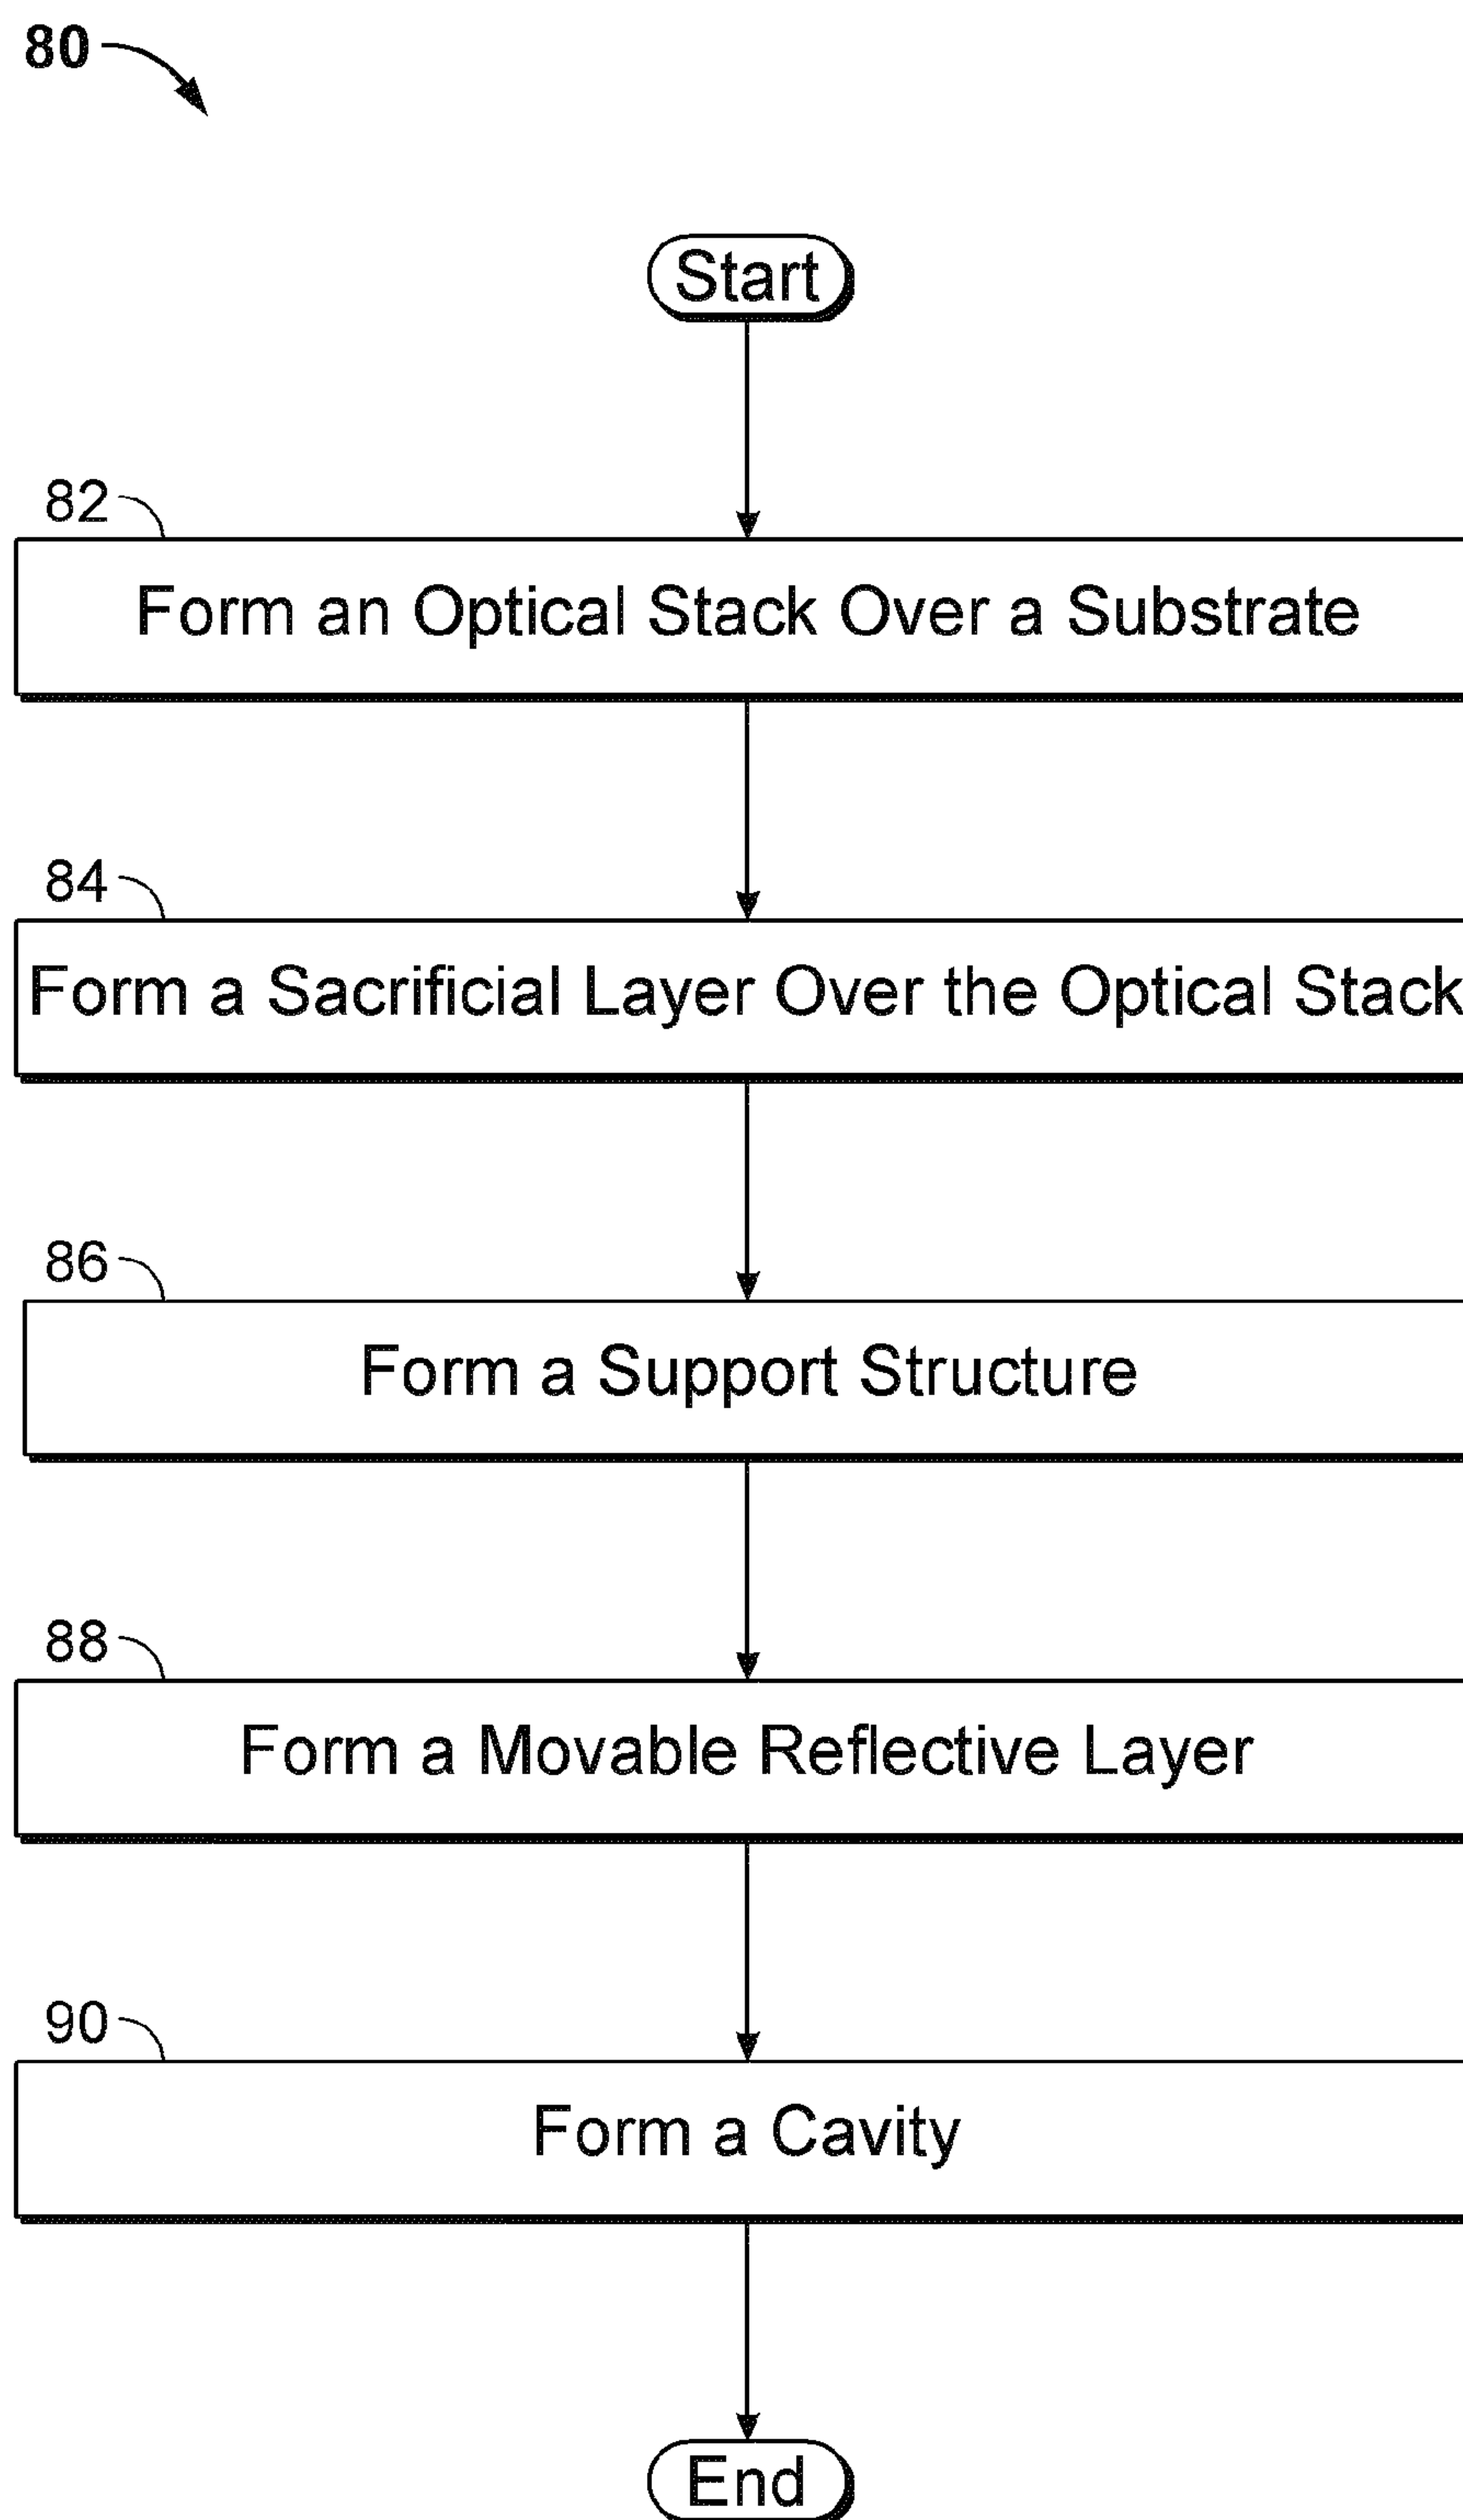 80
Start
82
Form an Optical Stack Over a Substrate
84
Form a Sacrificial Layer Over the Optical Stack
86
Form a Support Structure
88
Form a Movable Reflective Layer
90
Form a Cavity
End